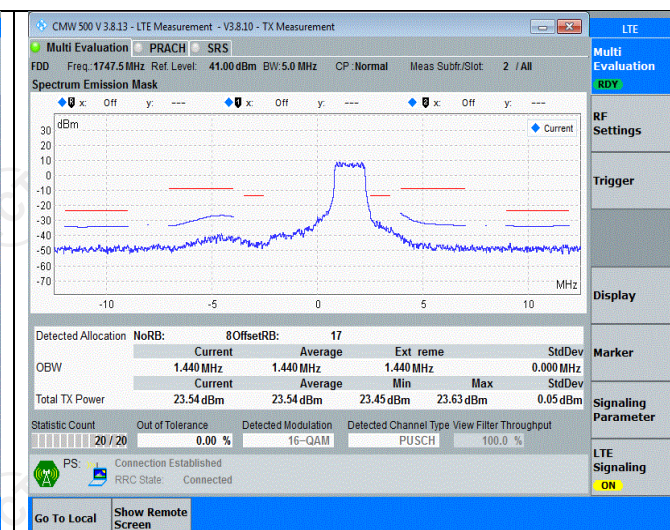 CMW 500 V 3.8.13 - LTE Measurement - V3.8.10 - TX Measurement
LTE
Multi Evaluation PRACH SRS
Multi
Evaluation
RDY
FDD Freq.:1747.5 MHz Ref. Level: 41.00 dBm BW:5.0 MHz CP :Normal Meas Subfr./Slot: 2 / All
Spectrum Emission Mask
x: Off y: --- x: Off y: --- x: Off y: ---
dBm
Current
30
20
10
0
-10
-20
-30
-40
-50
-60
-70
MHz
-10 -5 0 5 10
RF
Settings
Trigger
Display
Marker
Signaling
Parameter
LTE
Signaling
ON
Detected Allocation NoRB: 8 OffsetRB: 17
Current Average Ext reme StdDev
OBW 1.440 MHz 1.440 MHz 1.440 MHz 0.000 MHz
Current Average Min Max StdDev
Total TX Power 23.54 dBm 23.54 dBm 23.45 dBm 23.63 dBm 0.05 dBm
Statistic Count Out of Tolerance Detected Modulation Detected Channel Type View Filter Throughput
20 / 20 0.00 % 16-QAM PUSCH 100.0 %
PS: Connection Established
RRC State: Connected
Go To Local
Show Remote
Screen